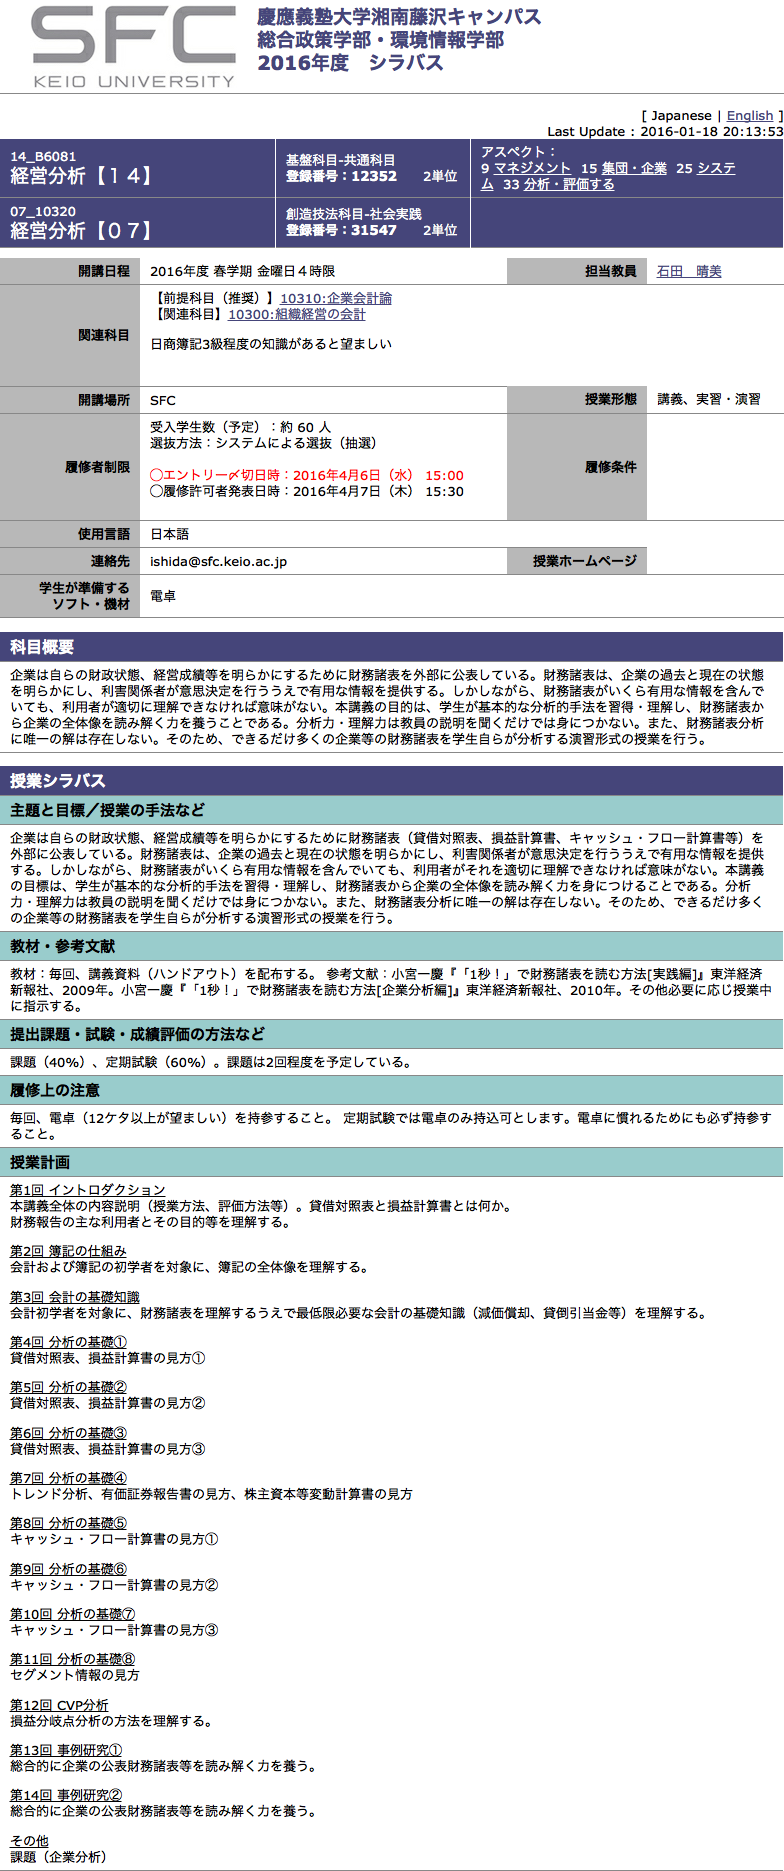 SFC
KEIO UNIVERSITY
慶應義塾大学湘南藤沢キャンパス
総合政策学部・環境情報学部
2016年度　シラバス
[ Japanese | English ]
Last Update : 2016-01-18 20:13:53
14_B6081
経営分析【１４】
基盤科目-共通科目
登録番号：12352　　2単位
アスペクト：
9 マネジメント 15 集団・企業 25 システ
ム 33 分析・評価する
07_10320
経営分析【０７】
創造技法科目-社会実践
登録番号：31547　　2単位
開講日程
2016年度 春学期 金曜日４時限
担当教員
石田　晴美
関連科目
【前提科目（推奨）】10310:企業会計論
【関連科目】10300:組織経営の会計
日商簿記3級程度の知識があると望ましい
開講場所
SFC
授業形態
講義、実習・演習
履修者制限
受入学生数（予定）：約 60 人
選抜方法：システムによる選抜（抽選）
◯エントリー〆切日時：2016年4月6日（水） 15:00
◯履修許可者発表日時：2016年4月7日（木） 15:30
履修条件
使用言語
日本語
連絡先
ishida@sfc.keio.ac.jp
授業ホームページ
学生が準備する
ソフト・機材
電卓
科目概要
企業は自らの財政状態、経営成績等を明らかにするために財務諸表を外部に公表している。財務諸表は、企業の過去と現在の状態
を明らかにし、利害関係者が意思決定を行ううえで有用な情報を提供する。しかしながら、財務諸表がいくら有用な情報を含んで
いても、利用者が適切に理解できなければ意味がない。本講義の目的は、学生が基本的な分析的手法を習得・理解し、財務諸表か
ら企業の全体像を読み解く力を養うことである。分析力・理解力は教員の説明を聞くだけでは身につかない。また、財務諸表分析
に唯一の解は存在しない。そのため、できるだけ多くの企業等の財務諸表を学生自らが分析する演習形式の授業を行う。
授業シラバス
主題と目標／授業の手法など
企業は自らの財政状態、経営成績等を明らかにするために財務諸表（貸借対照表、損益計算書、キャッシュ・フロー計算書等）を
外部に公表している。財務諸表は、企業の過去と現在の状態を明らかにし、利害関係者が意思決定を行ううえで有用な情報を提供
する。しかしながら、財務諸表がいくら有用な情報を含んでいても、利用者がそれを適切に理解できなければ意味がない。本講義
の目標は、学生が基本的な分析的手法を習得・理解し、財務諸表から企業の全体像を読み解く力を身につけることである。分析
力・理解力は教員の説明を聞くだけでは身につかない。また、財務諸表分析に唯一の解は存在しない。そのため、できるだけ多く
の企業等の財務諸表を学生自らが分析する演習形式の授業を行う。
教材・参考文献
教材：毎回、講義資料（ハンドアウト）を配布する。 参考文献：小宮一慶『「1秒！」で財務諸表を読む方法[実践編]』東洋経済
新報社、2009年。小宮一慶『「1秒！」で財務諸表を読む方法[企業分析編]』東洋経済新報社、2010年。その他必要に応じ授業中
に指示する。
提出課題・試験・成績評価の方法など
課題（40%）、定期試験（60%）。課題は2回程度を予定している。
履修上の注意
毎回、電卓（12ケタ以上が望ましい）を持参すること。 定期試験では電卓のみ持込可とします。電卓に慣れるためにも必ず持参す
ること。
授業計画
第1回 イントロダクション
本講義全体の内容説明（授業方法、評価方法等）。貸借対照表と損益計算書とは何か。
財務報告の主な利用者とその目的等を理解する。
第2回 簿記の仕組み
会計および簿記の初学者を対象に、簿記の全体像を理解する。
第3回 会計の基礎知識
会計初学者を対象に、財務諸表を理解するうえで最低限必要な会計の基礎知識（減価償却、貸倒引当金等）を理解する。
第4回 分析の基礎①
貸借対照表、損益計算書の見方①
第5回 分析の基礎②
貸借対照表、損益計算書の見方②
第6回 分析の基礎③
貸借対照表、損益計算書の見方③
第7回 分析の基礎④
トレンド分析、有価証券報告書の見方、株主資本等変動計算書の見方
第8回 分析の基礎⑤
キャッシュ・フロー計算書の見方①
第9回 分析の基礎⑥
キャッシュ・フロー計算書の見方②
第10回 分析の基礎⑦
キャッシュ・フロー計算書の見方③
第11回 分析の基礎⑧
セグメント情報の見方
第12回 CVP分析
損益分岐点分析の方法を理解する。
第13回 事例研究①
総合的に企業の公表財務諸表等を読み解く力を養う。
第14回 事例研究②
総合的に企業の公表財務諸表等を読み解く力を養う。
その他
課題（企業分析）